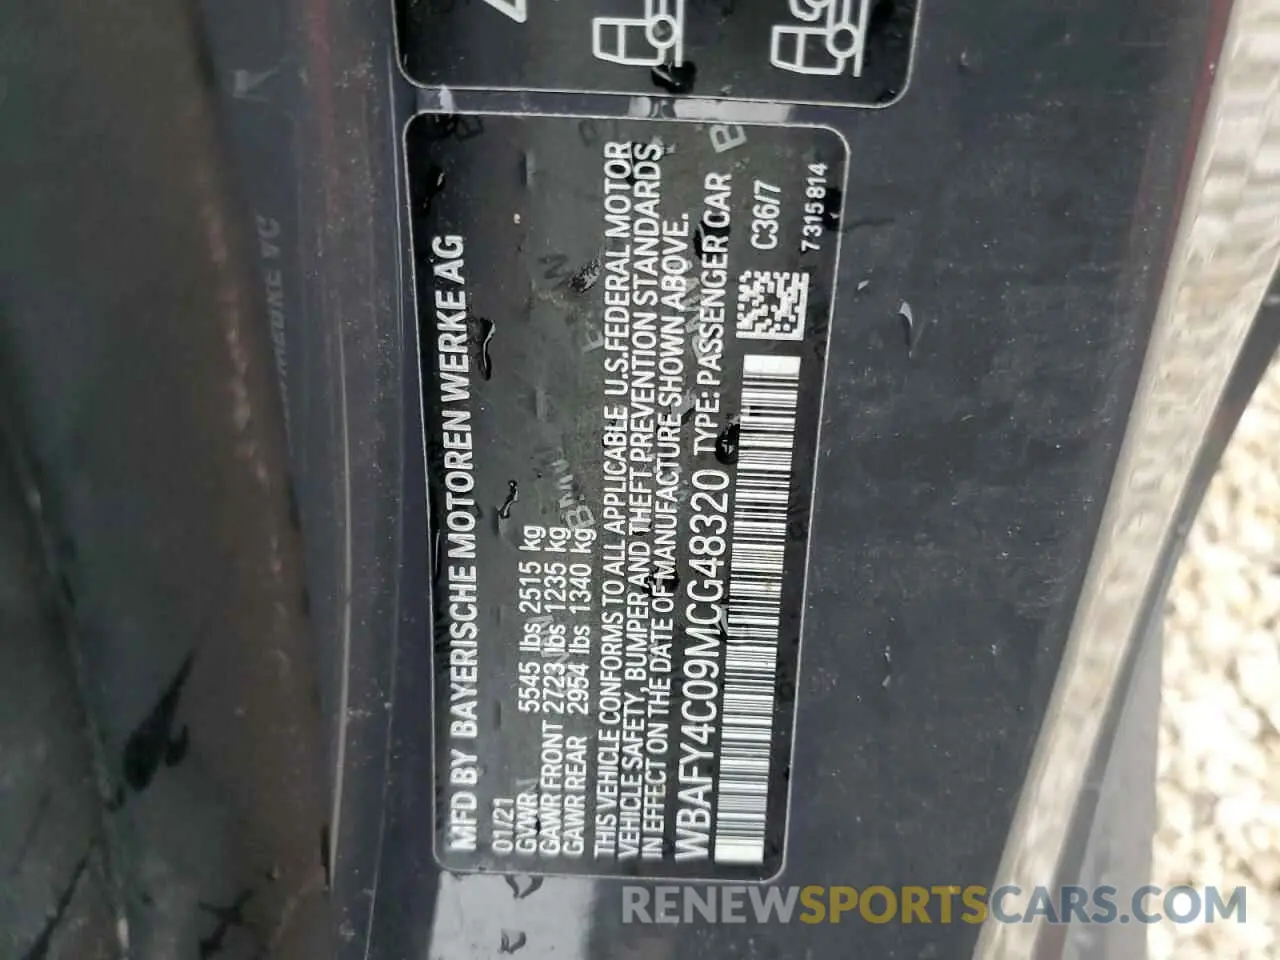 MFD BY BAYERISCHE MOTOREN WERKE AG
01/21
GVWR 5545 lbs 2515 kg
GAWR FRONT 2723 lbs 1235 kg
GAWR REAR 2954 lbs 1340 kg
THIS VEHICLE CONFORMS TO ALL APPLICABLE U.S. FEDERAL MOTOR
VEHICLE SAFETY, BUMPER AND THEFT PREVENTION STANDARDS
IN EFFECT ON THE DATE OF MANUFACTURE SHOWN ABOVE.
WBAFY4C09MCG48320 TYPE: PASSENGER CAR
C36/7
7315814
RENEWSPORTSCARS.COM